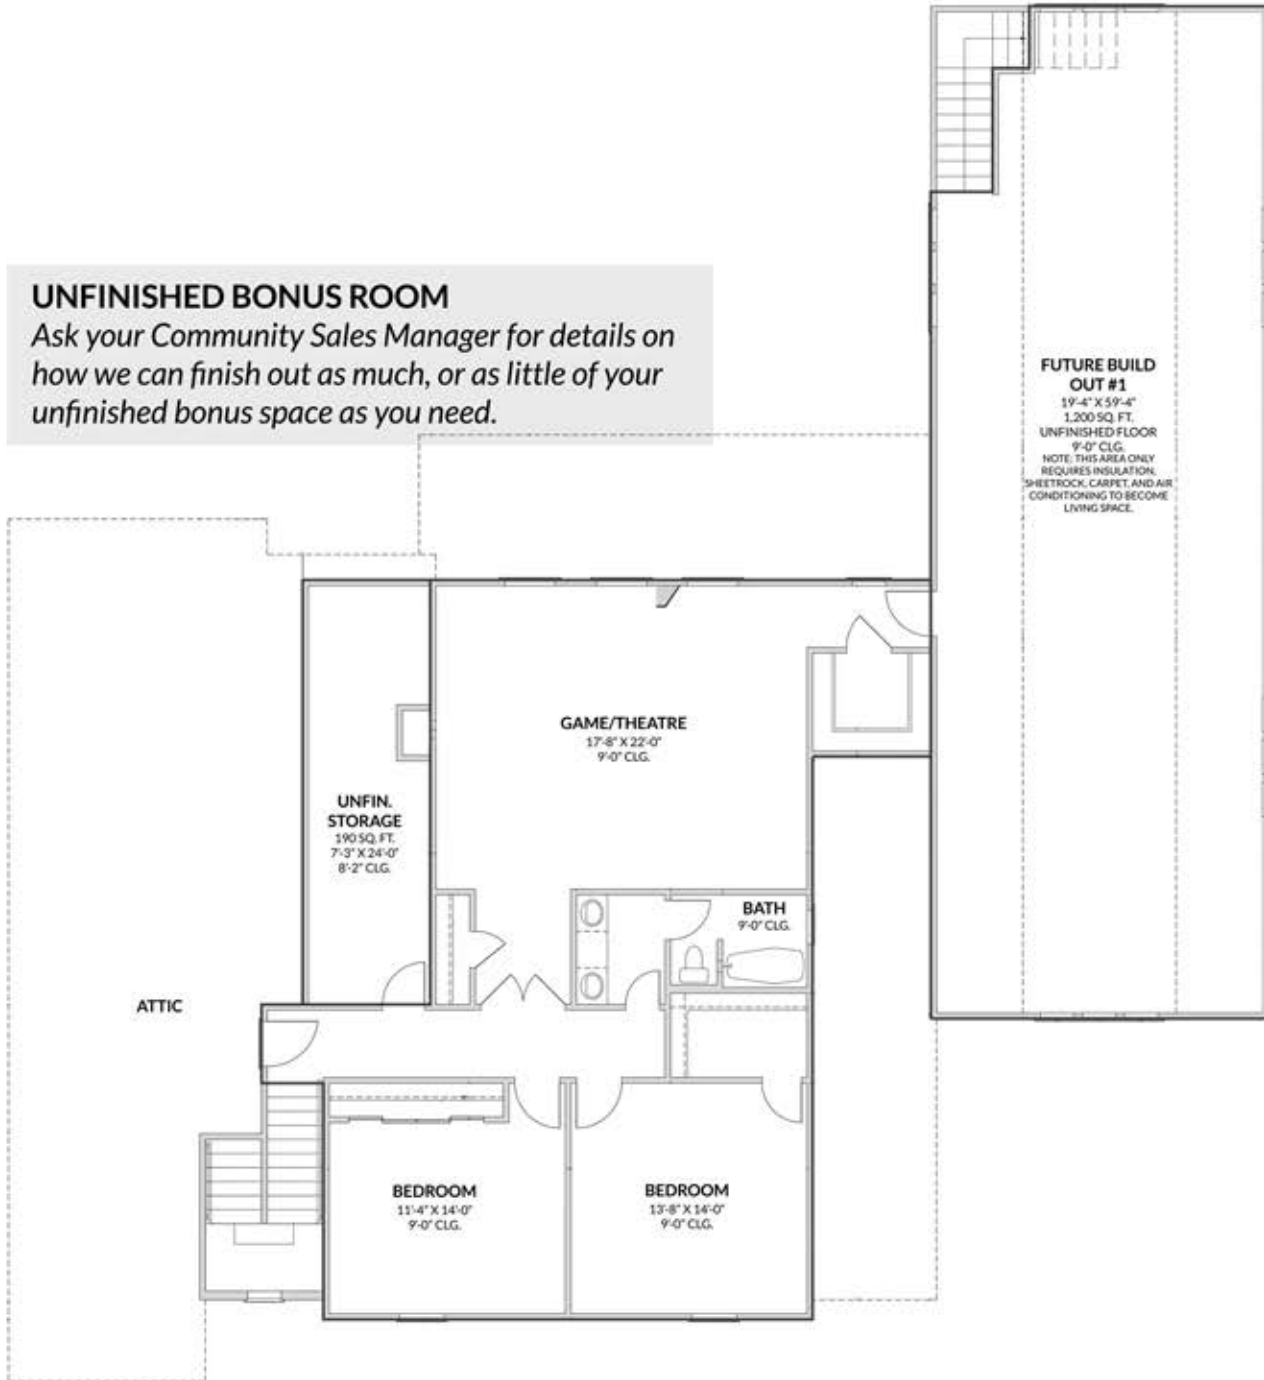 UNFINISHED BONUS ROOM
Ask your Community Sales Manager for details on
how we can finish out as much, or as little of your
unfinished bonus space as you need.
FUTURE BUILD
OUT #1
19'-4" X 59'-4"
1,200 SQ. FT.
UNFINISHED FLOOR
9'-0" CLG.
NOTE: THIS AREA ONLY
REQUIRES INSULATION,
SHEETROCK, CARPET, AND AIR
CONDITIONING TO BECOME
LIVING SPACE.
GAME/THEATRE
17'-8" X 22'-0"
9'-0" CLG.
UNFIN.
STORAGE
190 SQ. FT.
7'-3" X 24'-0"
8'-2" CLG.
BATH
9'-0" CLG.
ATTIC
BEDROOM
11'-4" X 14'-0"
9'-0" CLG.
BEDROOM
13'-8" X 14'-0"
9'-0" CLG.